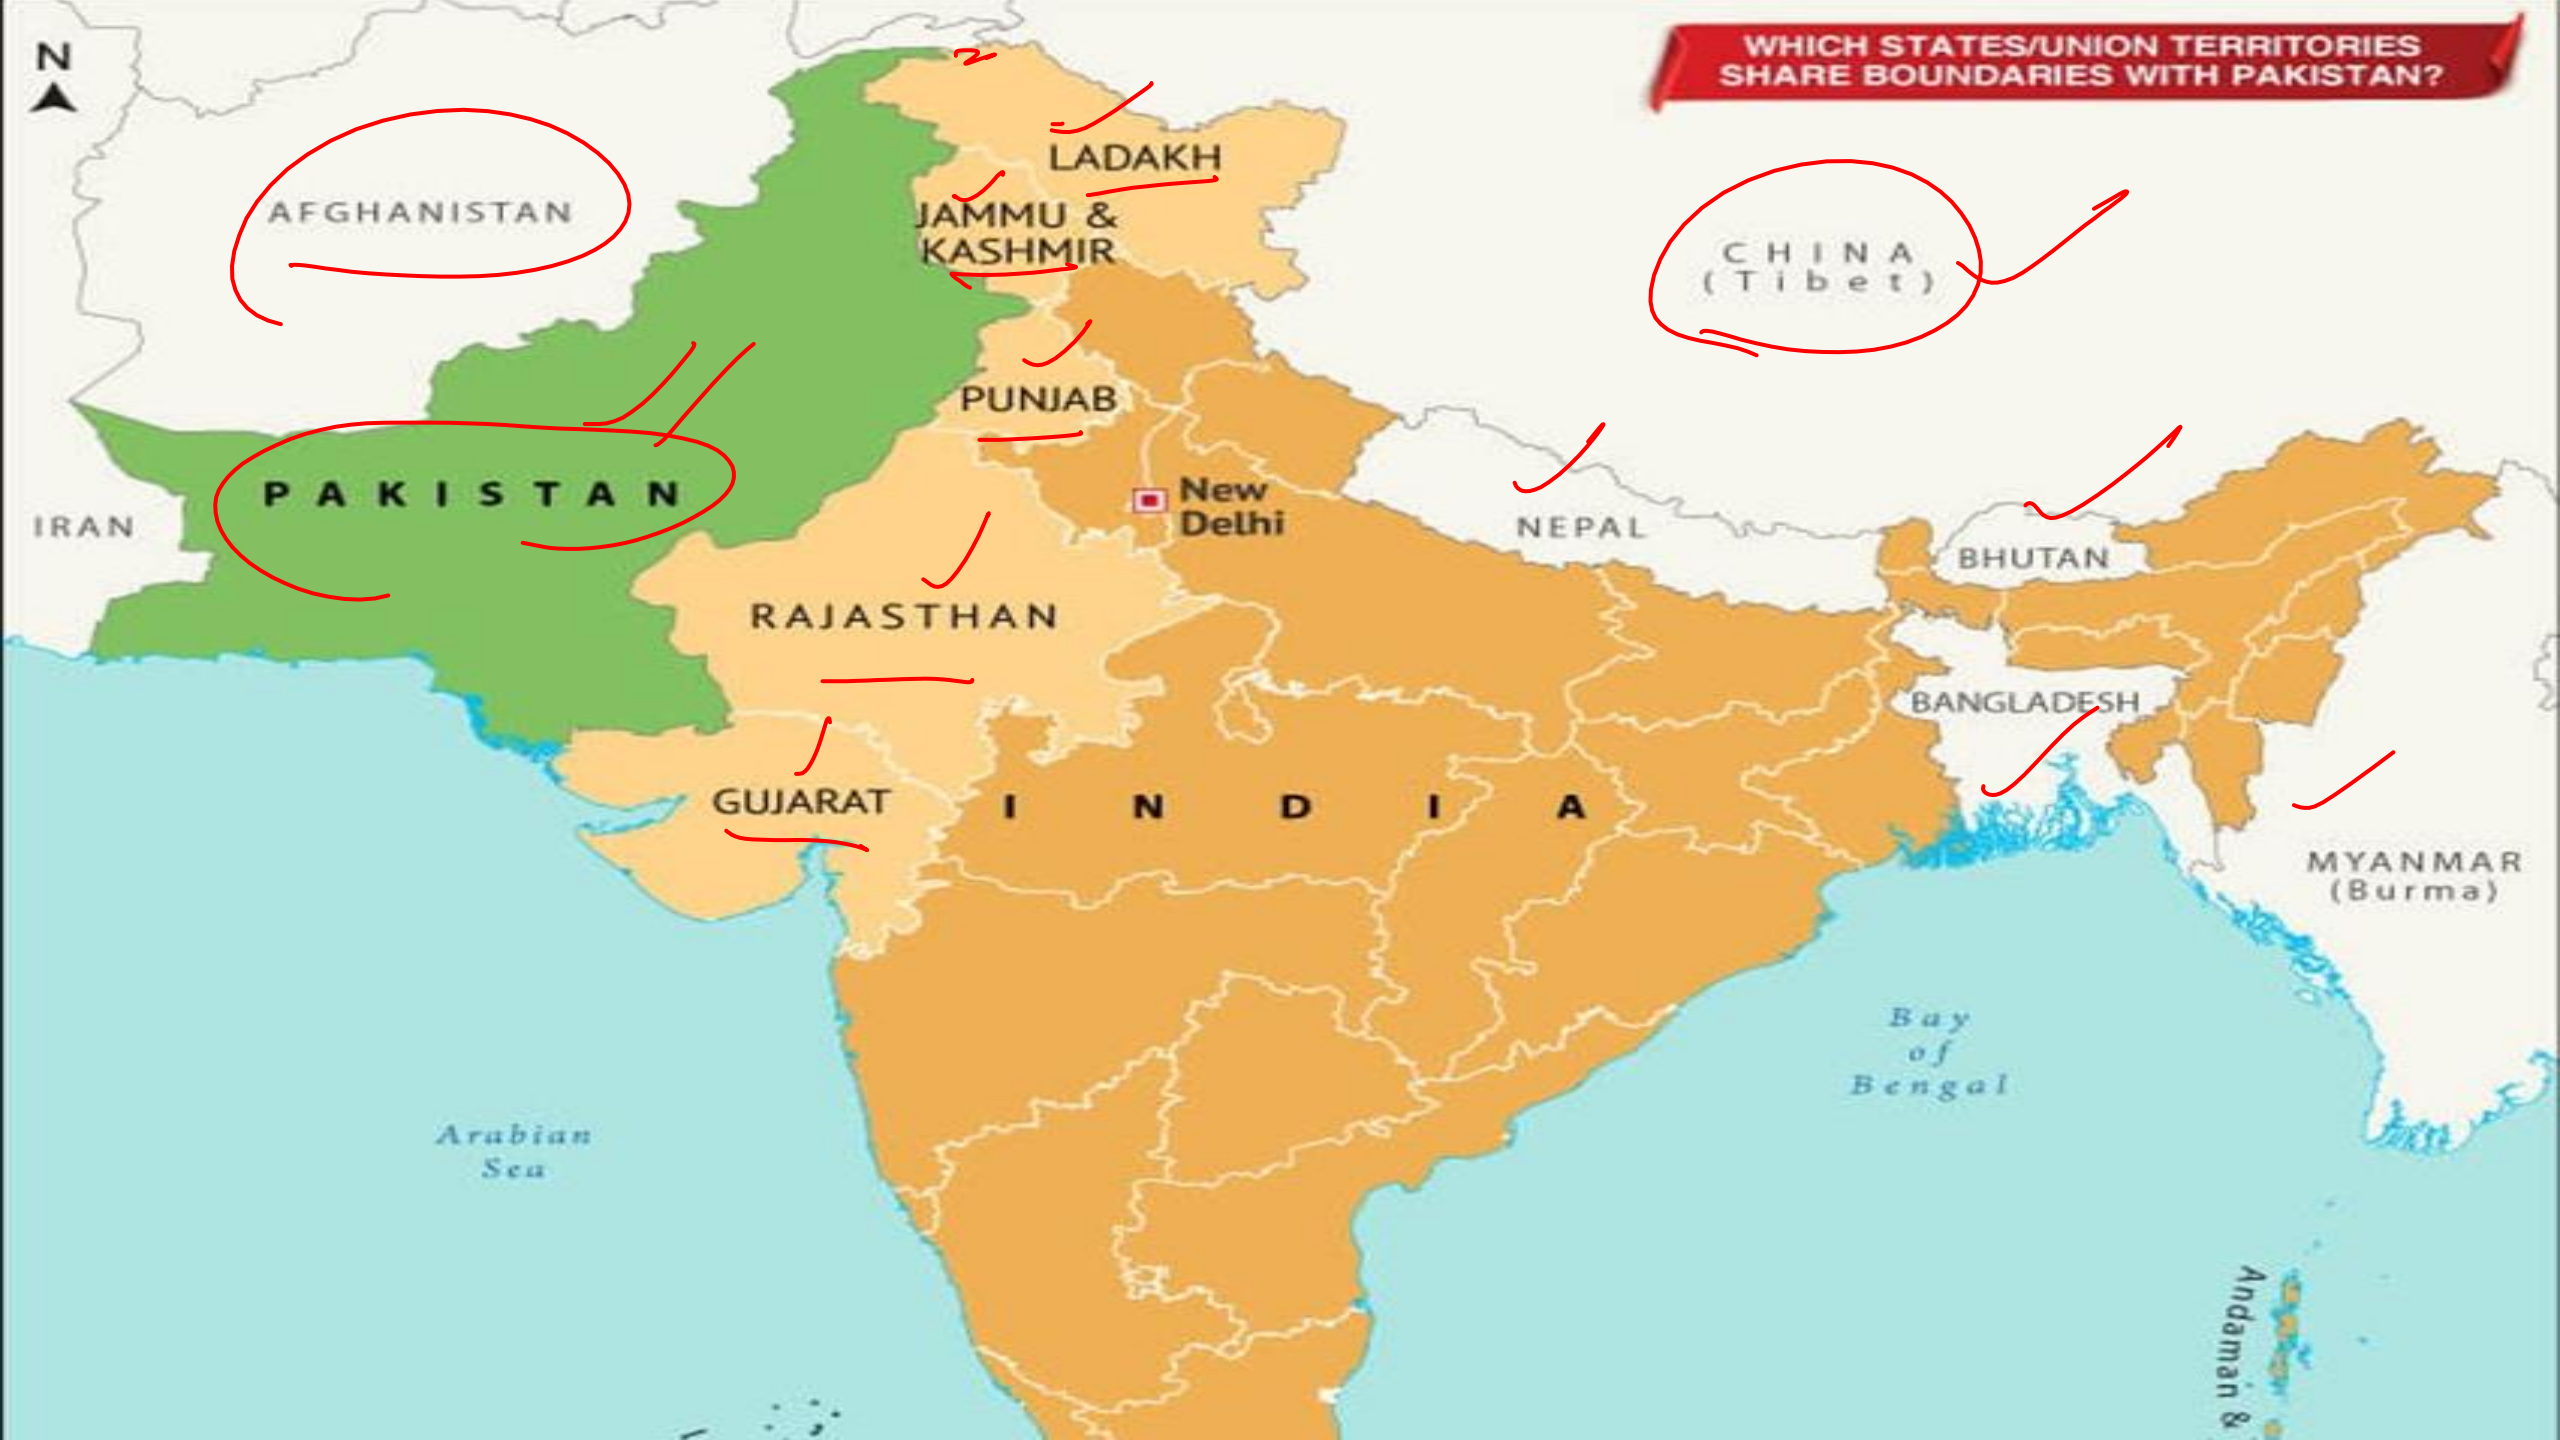 N
WHICH STATES/UNION TERRITORIES
SHARE BOUNDARIES WITH PAKISTAN?
LADAKH
AFGHANISTAN
JAMMU &
KASHMIR
CHINA
(Tibet)
PUNJAB
PAKISTAN
New
Delhi
IRAN
NEPAL
BHUTAN
RAJASTHAN
BANGLADESH
GUJARAT
INDIA
MYANMAR
(Burma)
Bay
of
Bengal
Arabian
Sea
Andaman &